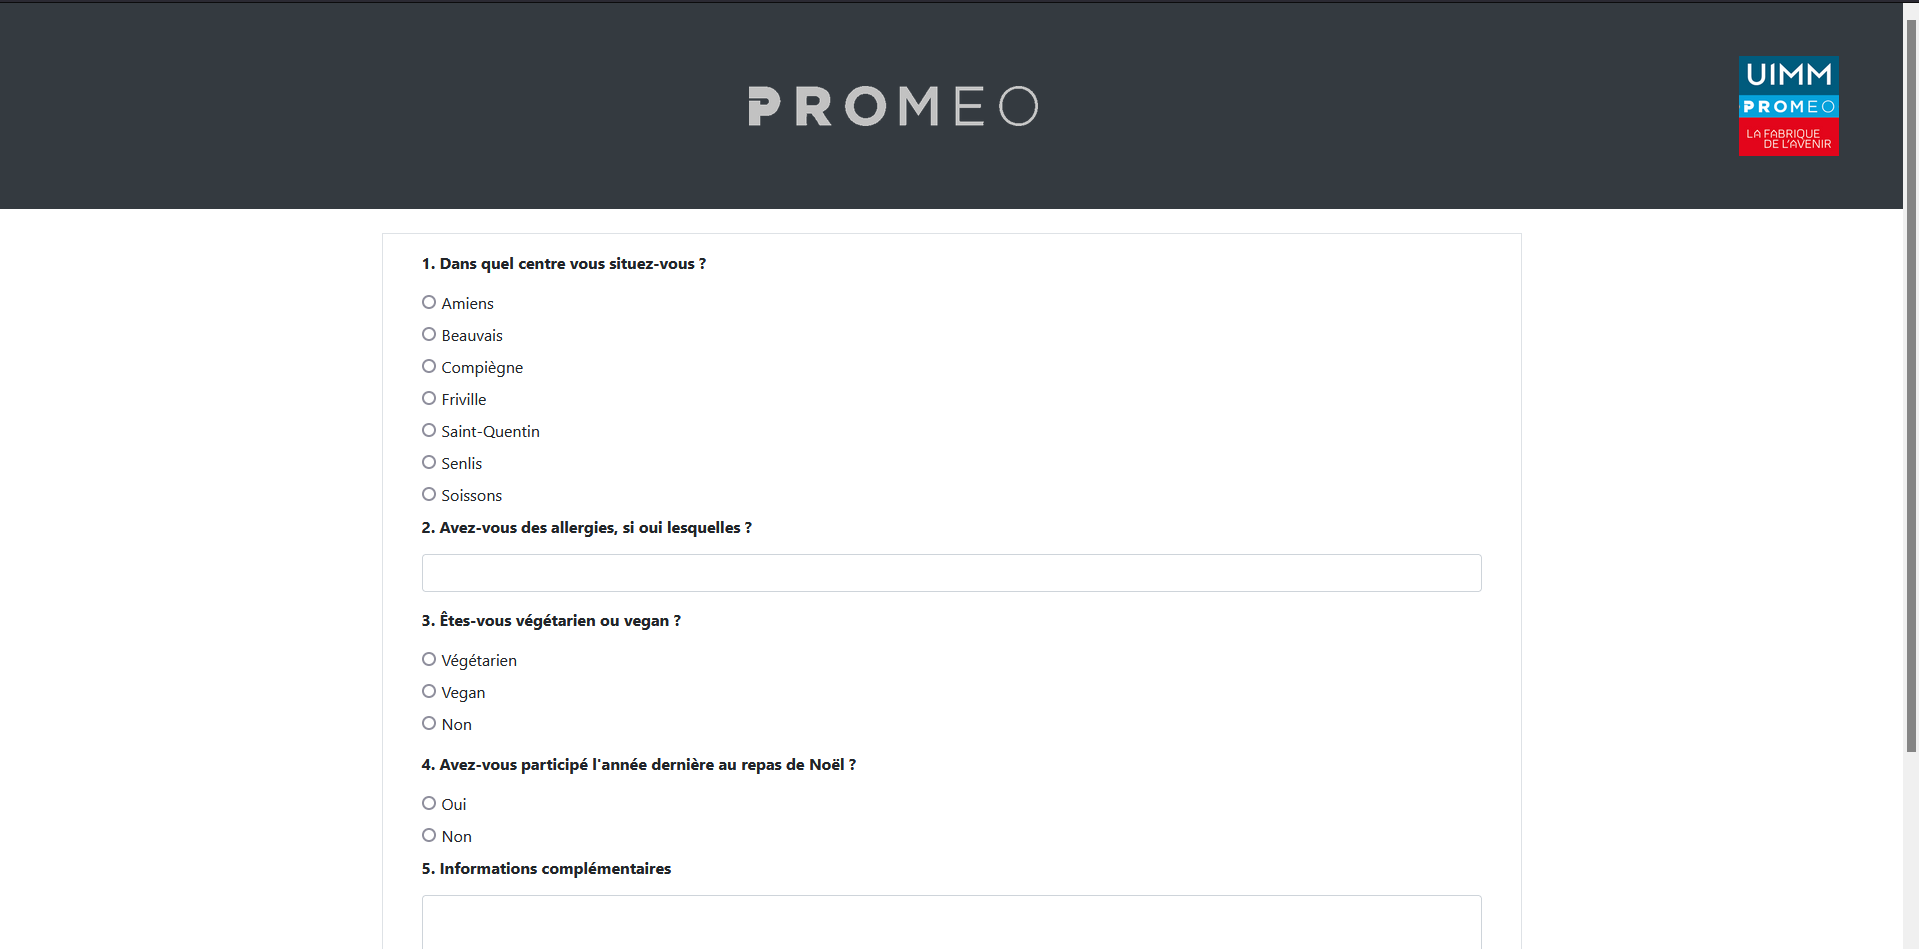 PROMEO
UIMM
PROMEO
LA FABRIQUE
DE L'AVENIR
1. Dans quel centre vous situez-vous ?
Amiens
Beauvais
Compiègne
Friville
Saint-Quentin
Senlis
Soissons
2. Avez-vous des allergies, si oui lesquelles ?
3. Êtes-vous végétarien ou vegan ?
Végétarien
Vegan
Non
4. Avez-vous participé l'année dernière au repas de Noël ?
Oui
Non
5. Informations complémentaires